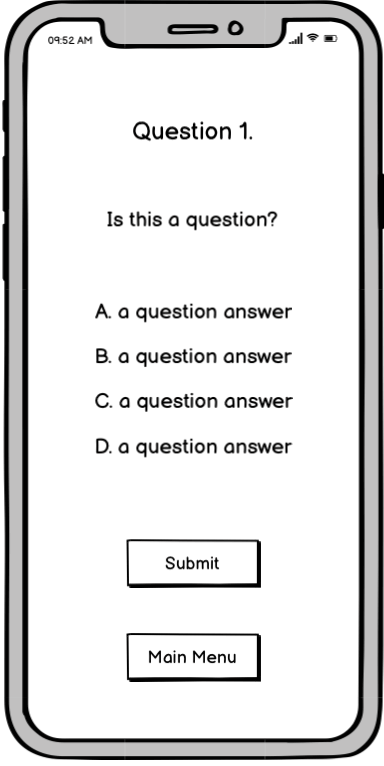 09:52 AM
Question 1.
Is this a question?
A. a question answer
B. a question answer
C. a question answer
D. a question answer
Submit
Main Menu